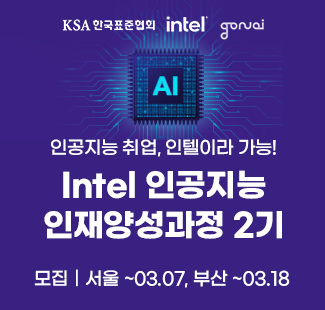 KSA 한국표준협회 intel gonai
AI
인공지능 취업, 인텔이라 가능!
Intel 인공지능
인재양성과정 2기
모집 | 서울 ~03.07, 부산 ~03.18